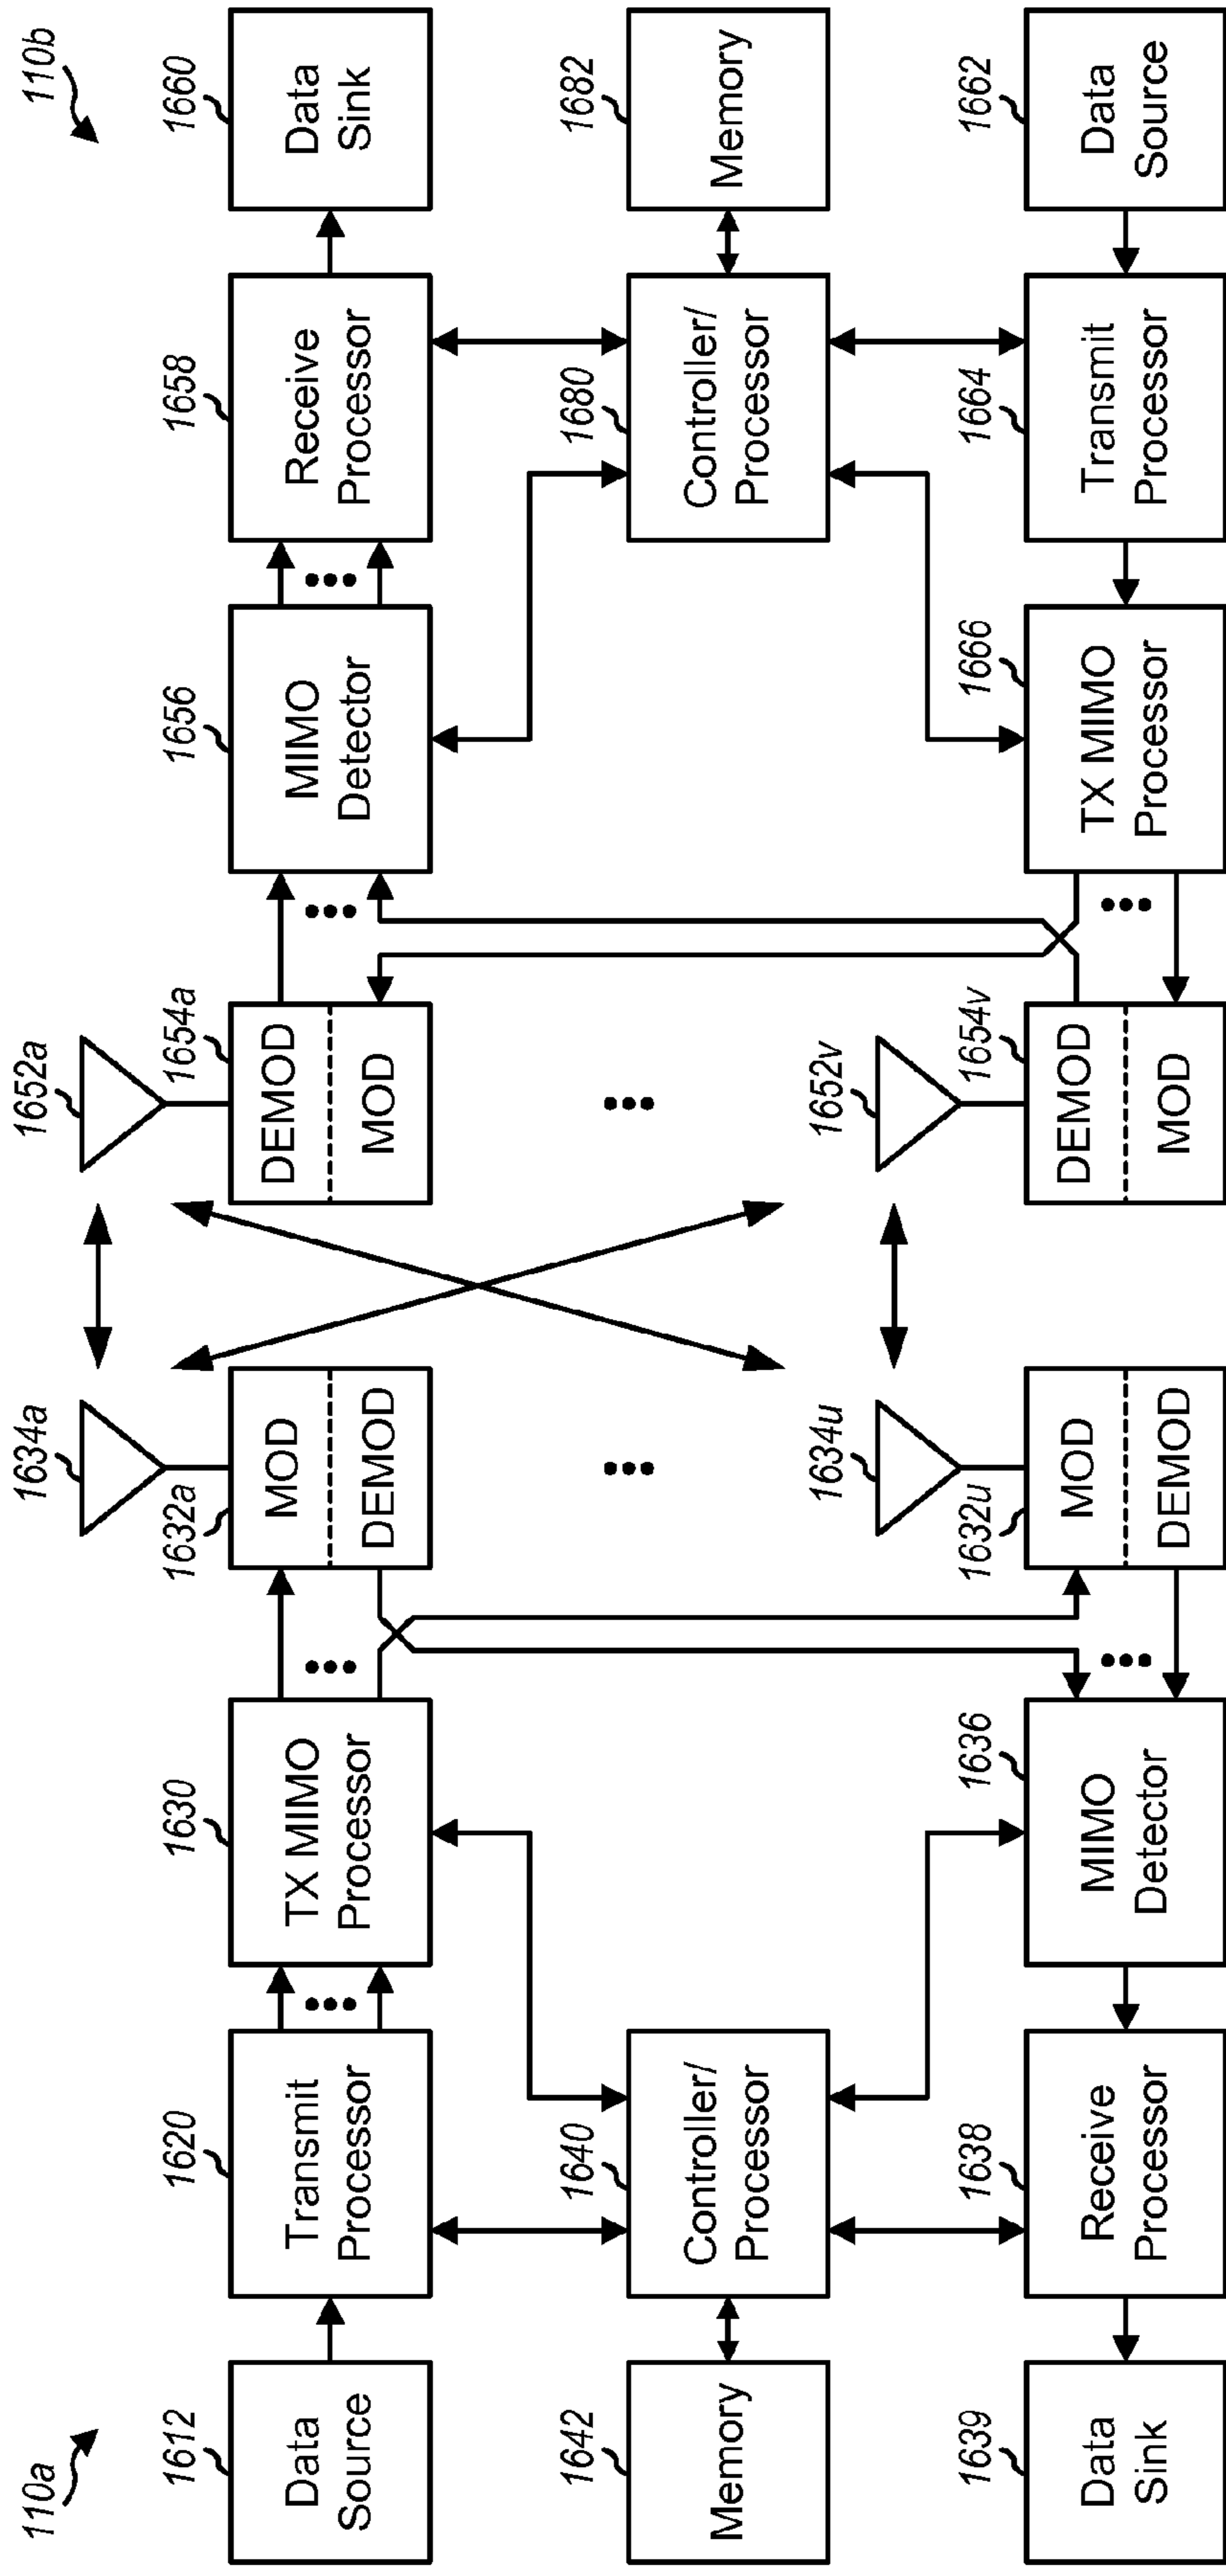 110a
110b
1634a
1652a
1612
1620
1630
1632a
1654a
1656
1658
1660
Data
Source
Transmit
Processor
TX MIMO
Processor
MOD
DEMOD
DEMOD
MOD
MIMO
Detector
Receive
Processor
Data
Sink
1642
1640
1680
1682
Memory
Controller/
Processor
Controller/
Processor
Memory
1634u
1652v
1639
1638
1636
1632u
1654v
1666
1664
1662
Data
Sink
Receive
Processor
MIMO
Detector
MOD
DEMOD
DEMOD
MOD
TX MIMO
Processor
Transmit
Processor
Data
Source